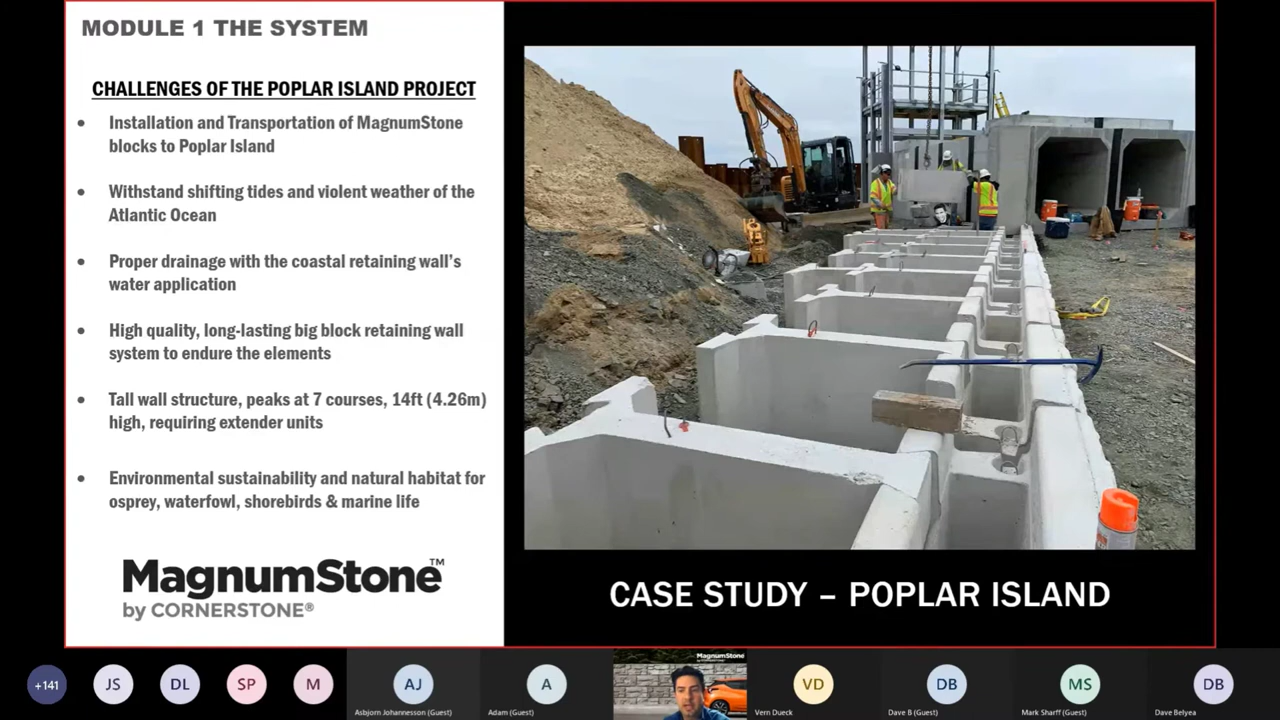 MODULE 1 THE SYSTEM
CHALLENGES OF THE POPLAR ISLAND PROJECT
• Installation and Transportation of MagnumStone
blocks to Poplar Island
• Withstand shifting tides and violent weather of the
Atlantic Ocean
• Proper drainage with the coastal retaining wall's
water application
• High quality, long-lasting big block retaining wall
system to endure the elements
• Tall wall structure, peaks at 7 courses, 14ft (4.26m)
high, requiring extender units
• Environmental sustainability and natural habitat for
osprey, waterfowl, shorebirds & marine life
MagnumStone™
by CORNERSTONE®
CASE STUDY – POPLAR ISLAND
+141
JS
DL
SP
M
AJ
Asbjorn Johannesson (Guest)
A
Adam (Guest)
MagnumStone
by CORNERSTONE
VD
Vern Dueck
DB
Dave B (Guest)
MS
Mark Sharff (Guest)
DB
Dave Belyea